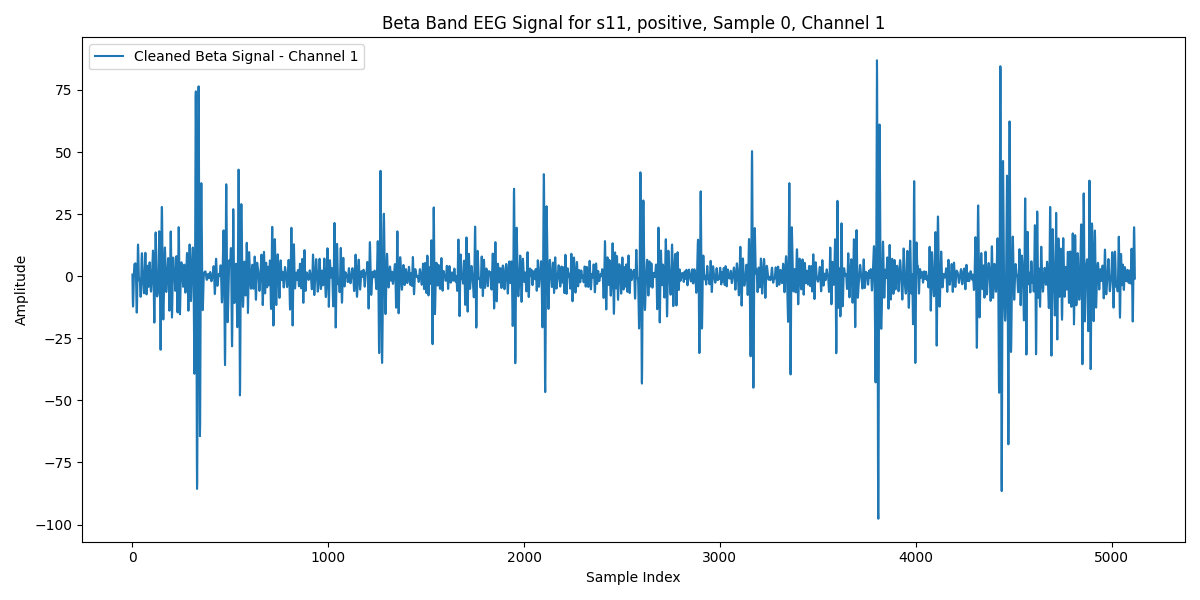 Beta Band EEG Signal for s11, positive, Sample 0, Channel 1
Cleaned Beta Signal - Channel 1
Amplitude
75
50
25
0
−25
−50
−75
−100
0 1000 2000 3000 4000 5000
Sample Index